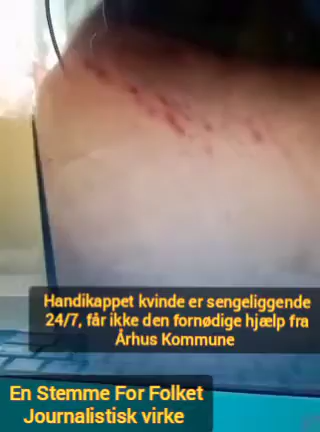 Handikappet kvinde er sengeliggende
24/7, får ikke den fornødige hjælp fra
Århus Kommune
En Stemme For Folket
Journalistisk virke